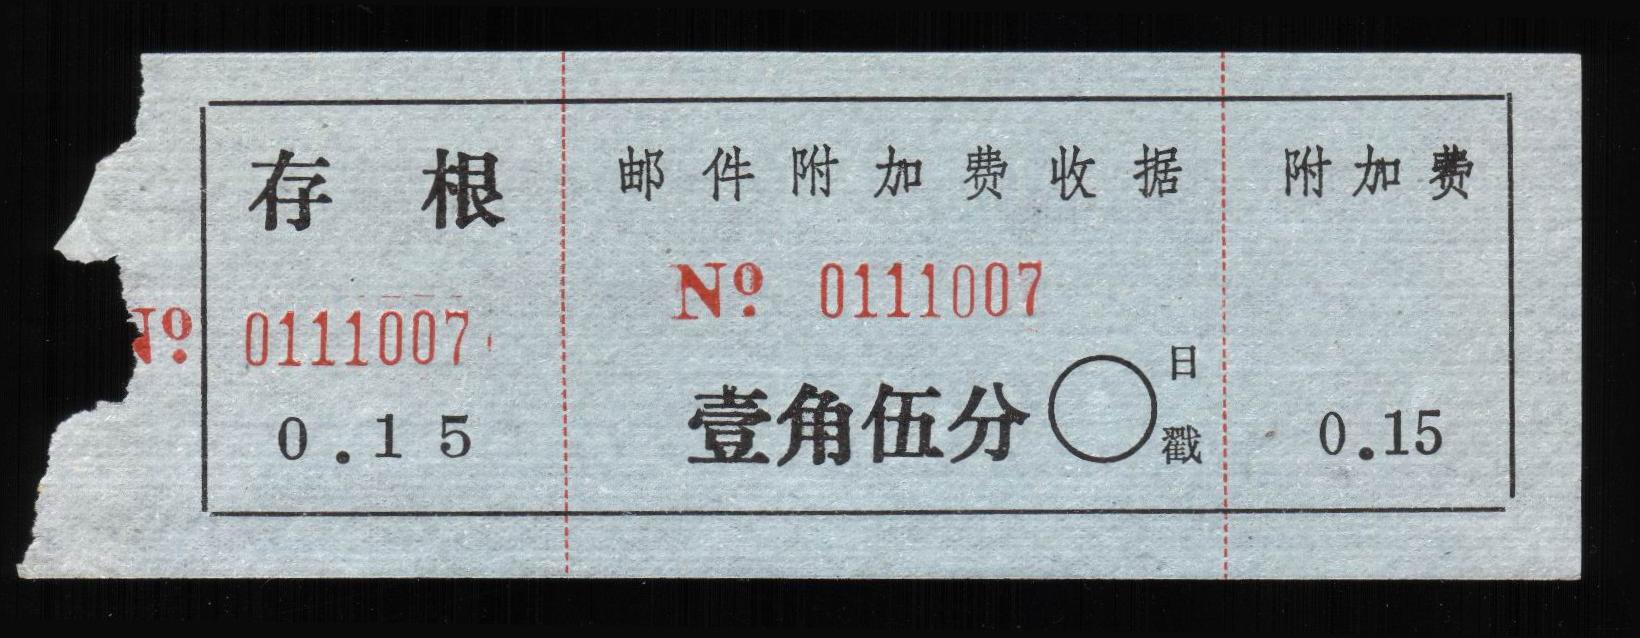 存根
№ 0111007
0.15
邮件附加费收据
№ 0111007
壹角伍分
日戳
附加费
0.15